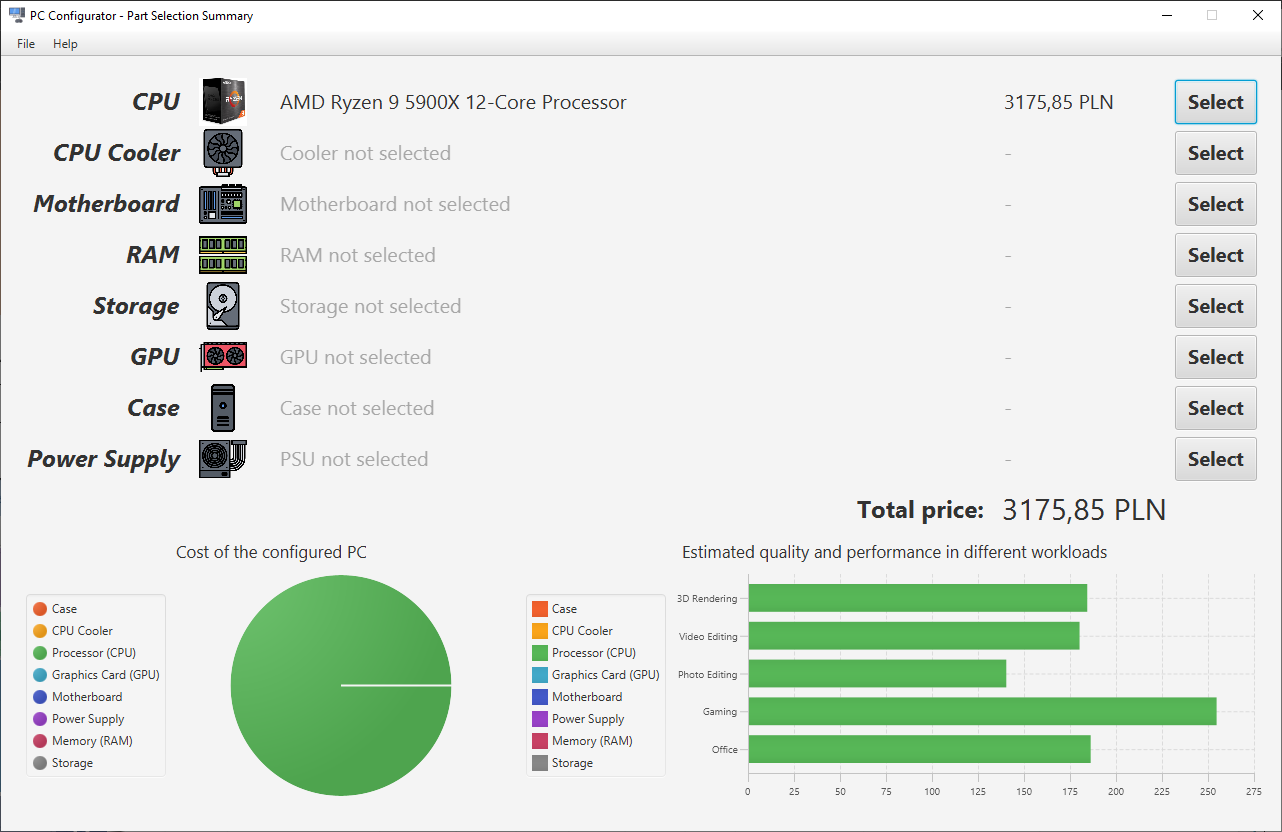 PC Configurator - Part Selection Summary
File Help
CPU AMD Ryzen 9 5900X 12-Core Processor 3175,85 PLN Select
CPU Cooler Cooler not selected - Select
Motherboard Motherboard not selected - Select
RAM RAM not selected - Select
Storage Storage not selected - Select
GPU GPU not selected - Select
Case Case not selected - Select
Power Supply PSU not selected - Select
Total price: 3175,85 PLN
Cost of the configured PC
Case
CPU Cooler
Processor (CPU)
Graphics Card (GPU)
Motherboard
Power Supply
Memory (RAM)
Storage
Estimated quality and performance in different workloads
Case
CPU Cooler
Processor (CPU)
Graphics Card (GPU)
Motherboard
Power Supply
Memory (RAM)
Storage
3D Rendering
Video Editing
Photo Editing
Gaming
Office
0 25 50 75 100 125 150 175 200 225 250 275